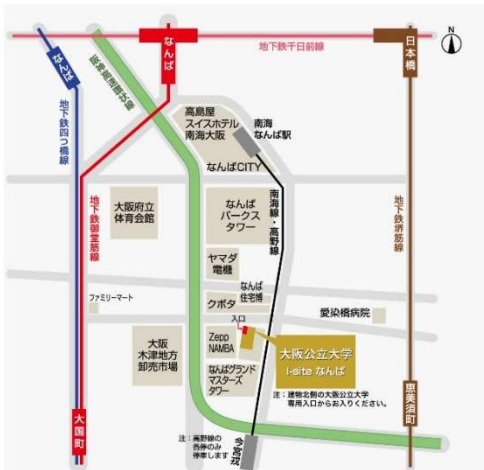 なんば
地下鉄千日前線
日本橋
N
なんば
阪神高速環状線
地下鉄四つ橋線
高島屋
スイスホテル
南海大阪
南海
なんば駅
なんばCITY
地下鉄御堂筋線
大阪府立
体育会館
なんば
パークス
タワー
南海線・高野線
地下鉄堺筋線
ヤマダ
電機
なんば
住宅博
クボタ
ファミリーマート
入口
愛染橋病院
大阪
木津地方
卸売市場
Zepp
NAMBA
大阪公立大学
I-site なんば
なんばグランド
マスターズ
タワー
注:建物北側の大阪公立大学
専用入口からお入りください。
大国町
恵美須町
注:高野線の
各停のみ
停車します
今宮戎